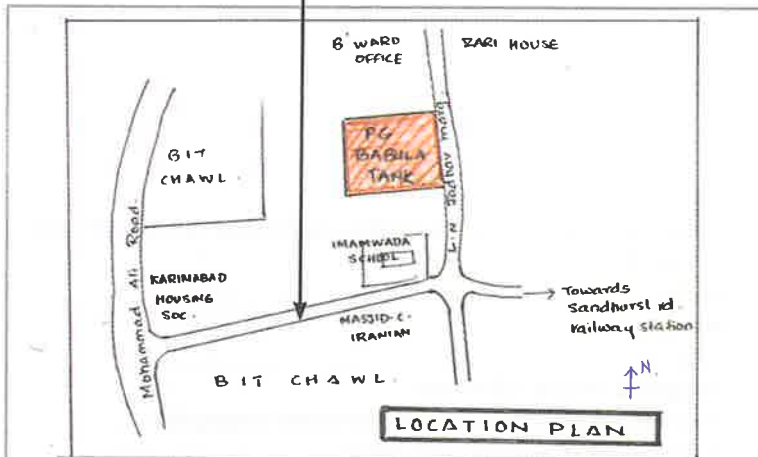 B' WARD
OFFICE
ZARI HOUSE
BIT
CHAWL
PG
BABULA
TANK
L.N Jadhav marg.
Mohammad Ali Road.
IMAMWADA
SCHOOL
KARIMABAD
HOUSING
SOC.
MASJID-C.
IRANIAN
Towards
Sandhurst rd.
railway station
BIT CHAWL.
N.
LOCATION PLAN